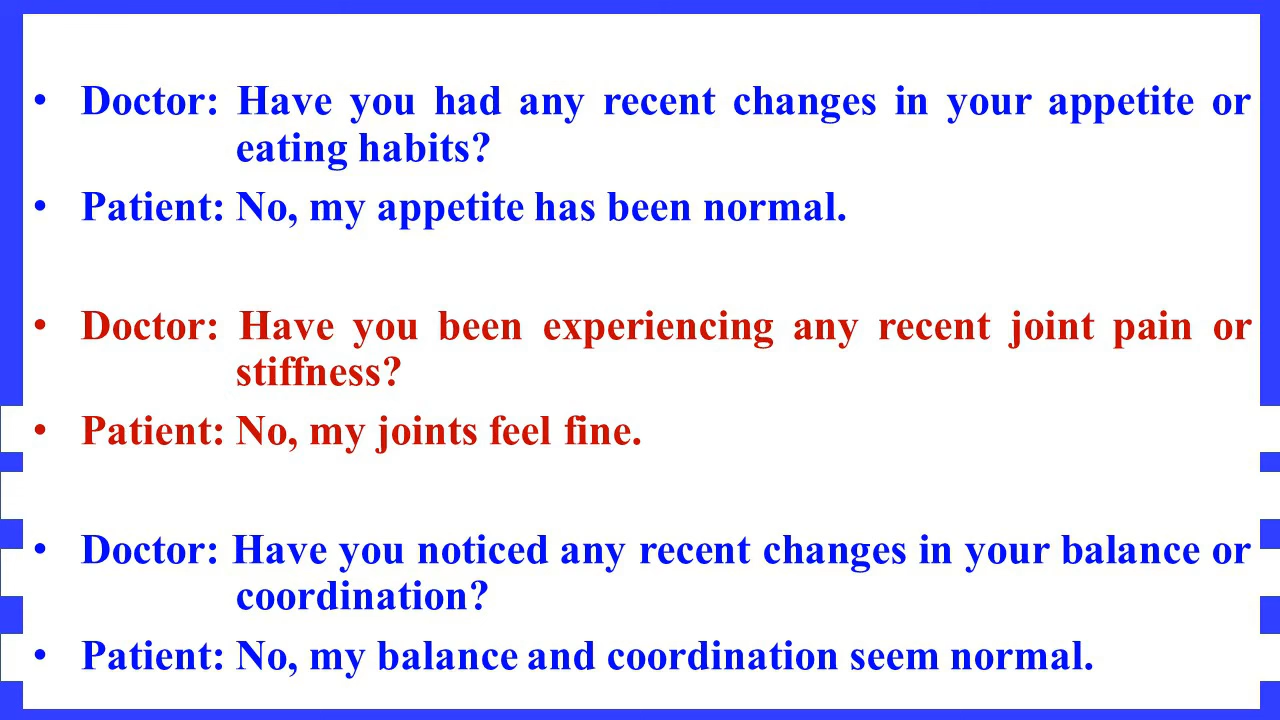 • Doctor: Have you had any recent changes in your appetite or
eating habits?
• Patient: No, my appetite has been normal.
• Doctor: Have you been experiencing any recent joint pain or
stiffness?
• Patient: No, my joints feel fine.
• Doctor: Have you noticed any recent changes in your balance or
coordination?
• Patient: No, my balance and coordination seem normal.